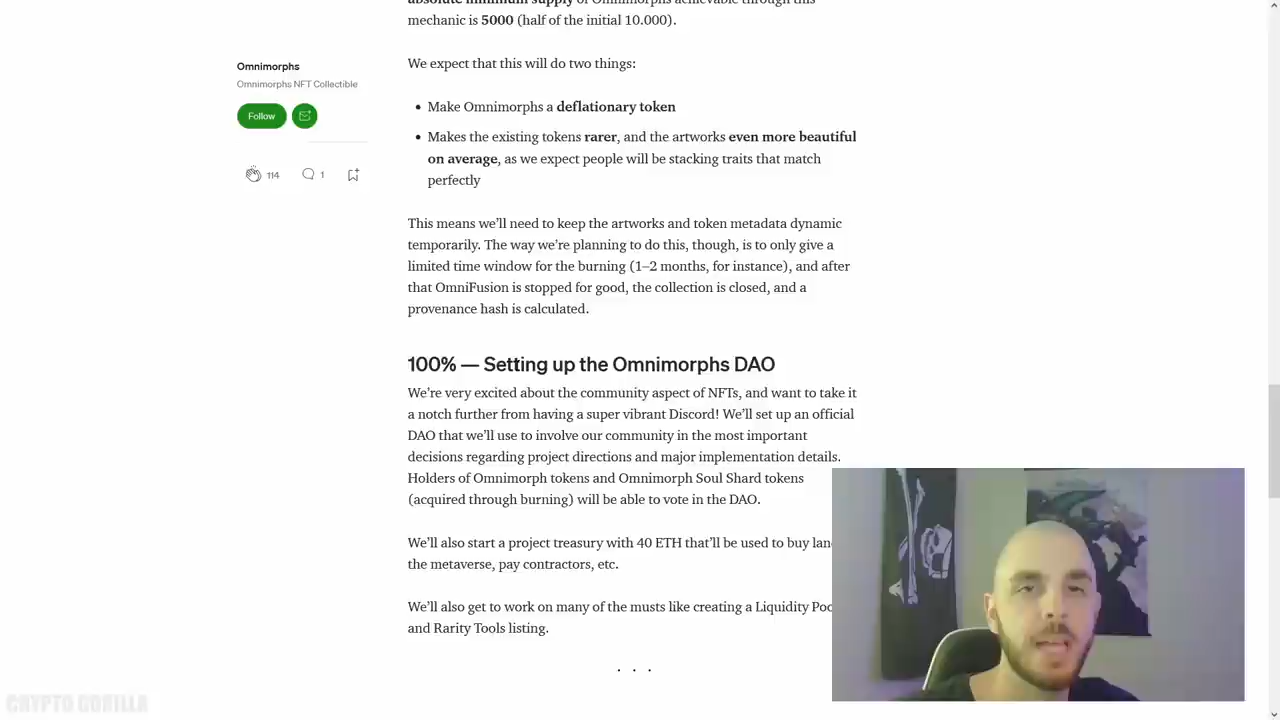 absolute minimum supply of Omnimorphs achievable through this
mechanic is 5000 (half of the initial 10.000).
Omnimorphs
Omnimorphs NFT Collectible
Follow
114
1
We expect that this will do two things:
• Make Omnimorphs a deflationary token
• Makes the existing tokens rarer, and the artworks even more beautiful
on average, as we expect people will be stacking traits that match
perfectly
This means we’ll need to keep the artworks and token metadata dynamic
temporarily. The way we’re planning to do this, though, is to only give a
limited time window for the burning (1–2 months, for instance), and after
that OmniFusion is stopped for good, the collection is closed, and a
provenance hash is calculated.
100% — Setting up the Omnimorphs DAO
We’re very excited about the community aspect of NFTs, and want to take it
a notch further from having a super vibrant Discord! We’ll set up an official
DAO that we’ll use to involve our community in the most important
decisions regarding project directions and major implementation details.
Holders of Omnimorph tokens and Omnimorph Soul Shard tokens
(acquired through burning) will be able to vote in the DAO.
We’ll also start a project treasury with 40 ETH that’ll be used to buy
the metaverse, pay contractors, etc.
We’ll also get to work on many of the musts like creating a Liquidity
and Rarity Tools listing.
. . .
CRYPTO GORILLA